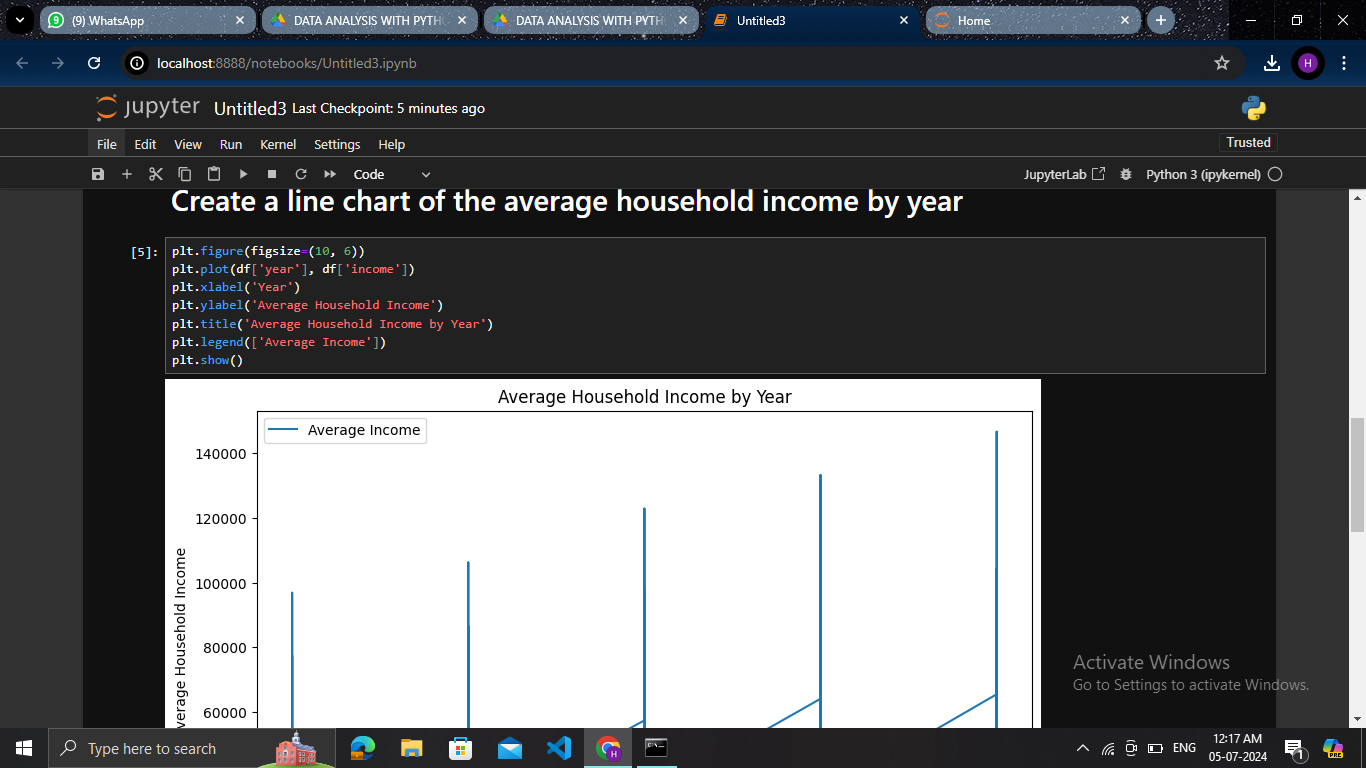 (9) WhatsApp
DATA ANALYSIS WITH PYTH
DATA ANALYSIS WITH PYTH
Untitled3
Home
localhost:8888/notebooks/Untitled3.ipynb
H
jupyter Untitled3 Last Checkpoint: 5 minutes ago
File Edit View Run Kernel Settings Help
Trusted
Code
JupyterLab
Python 3 (ipykernel)
Create a line chart of the average household income by year
[5]:
plt.figure(figsize=(10, 6))
plt.plot(df['year'], df['income'])
plt.xlabel('Year')
plt.ylabel('Average Household Income')
plt.title('Average Household Income by Year')
plt.legend(['Average Income'])
plt.show()
Average Household Income by Year
Average Income
140000
120000
100000
80000
60000
verage Household Income
Activate Windows
Go to Settings to activate Windows.
Type here to search
ENG
12:17 AM
05-07-2024
1
PRE